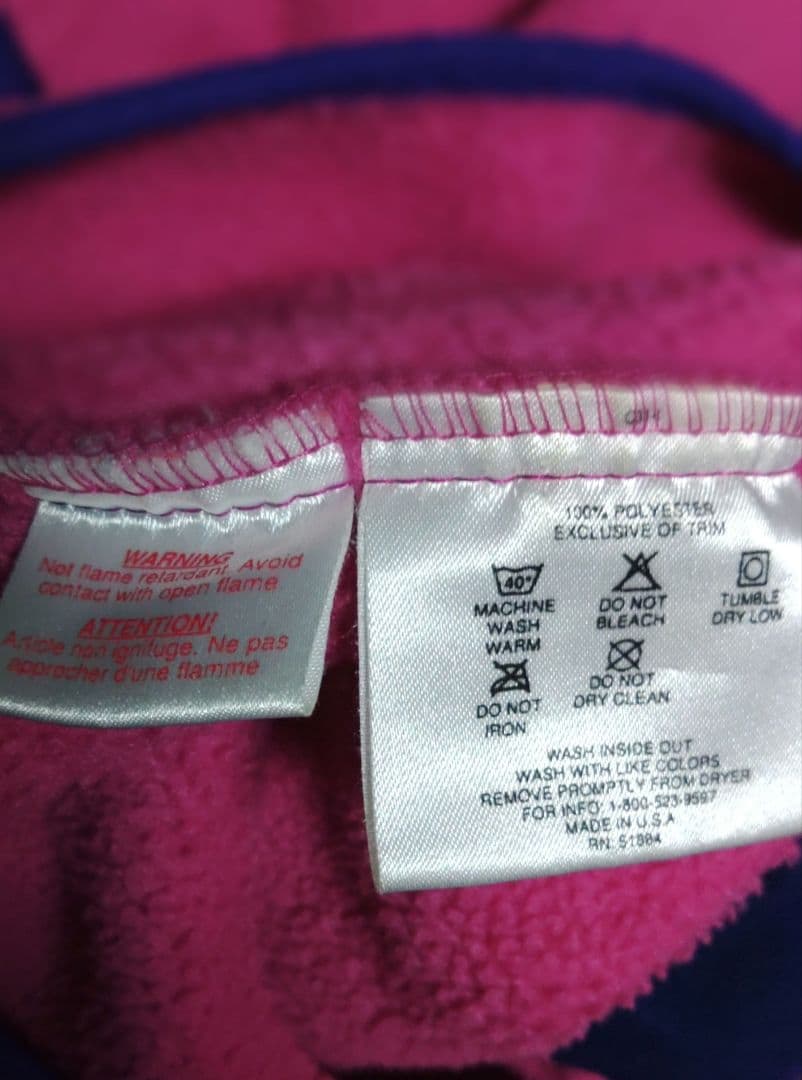 WARNING
Not flame retardant. Avoid
contact with open flame
ATTENTION!
Article non ignifuge. Ne pas
approcher d'une flamme
100% POLYESTER
EXCLUSIVE OF TRIM
40°
MACHINE
WASH
WARM
DO NOT
BLEACH
TUMBLE
DRY LOW
DO NOT
IRON
DO NOT
DRY CLEAN
WASH INSIDE OUT
WASH WITH LIKE COLORS
REMOVE PROMPTLY FROM DRYER
FOR INFO: 1-800-523-9597
MADE IN U.S.A
RN: 51884